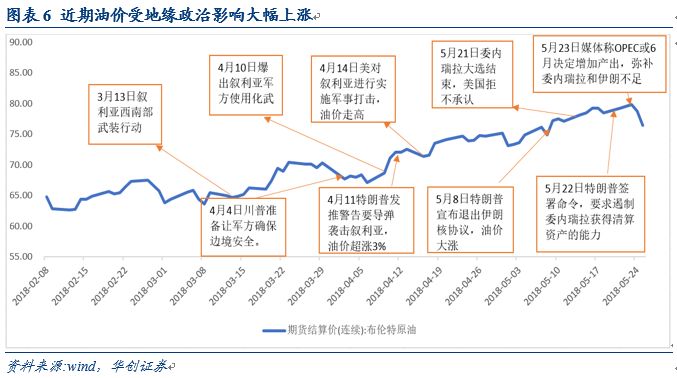 图表 6 近期油价受地缘政治影响大幅上涨
90.00
85.00
80.00
75.00
70.00
65.00
60.00
55.00
3月13日叙
利亚西南部
武装行动
4月10日爆
出叙利亚军
方使用化武
4月14日美对
叙利亚进行实
施军事打击，
油价走高
5月21日委内
瑞拉大选结
束，美国拒
不承认
5月23日媒体称OPEC或6
月决定增加产出，弥补
委内瑞拉和伊朗不足
4月4日川普准
备让军方确保
边境安全。
4月11特朗普发
推警告要导弹
袭击叙利亚，
油价超涨3%
5月8日特朗普
宣布退出伊朗
核协议，油价
大涨
5月22日特朗普签
署命令，要求遏制
委内瑞拉获得清算
资产的能力
2018-02-08
2018-02-15
2018-02-22
2018-03-01
2018-03-08
2018-03-15
2018-03-22
2018-03-29
2018-04-05
2018-04-12
2018-04-19
2018-04-26
2018-05-03
2018-05-10
2018-05-17
2018-05-24
期货结算价(连续):布伦特原油
资料来源:wind，华创证券